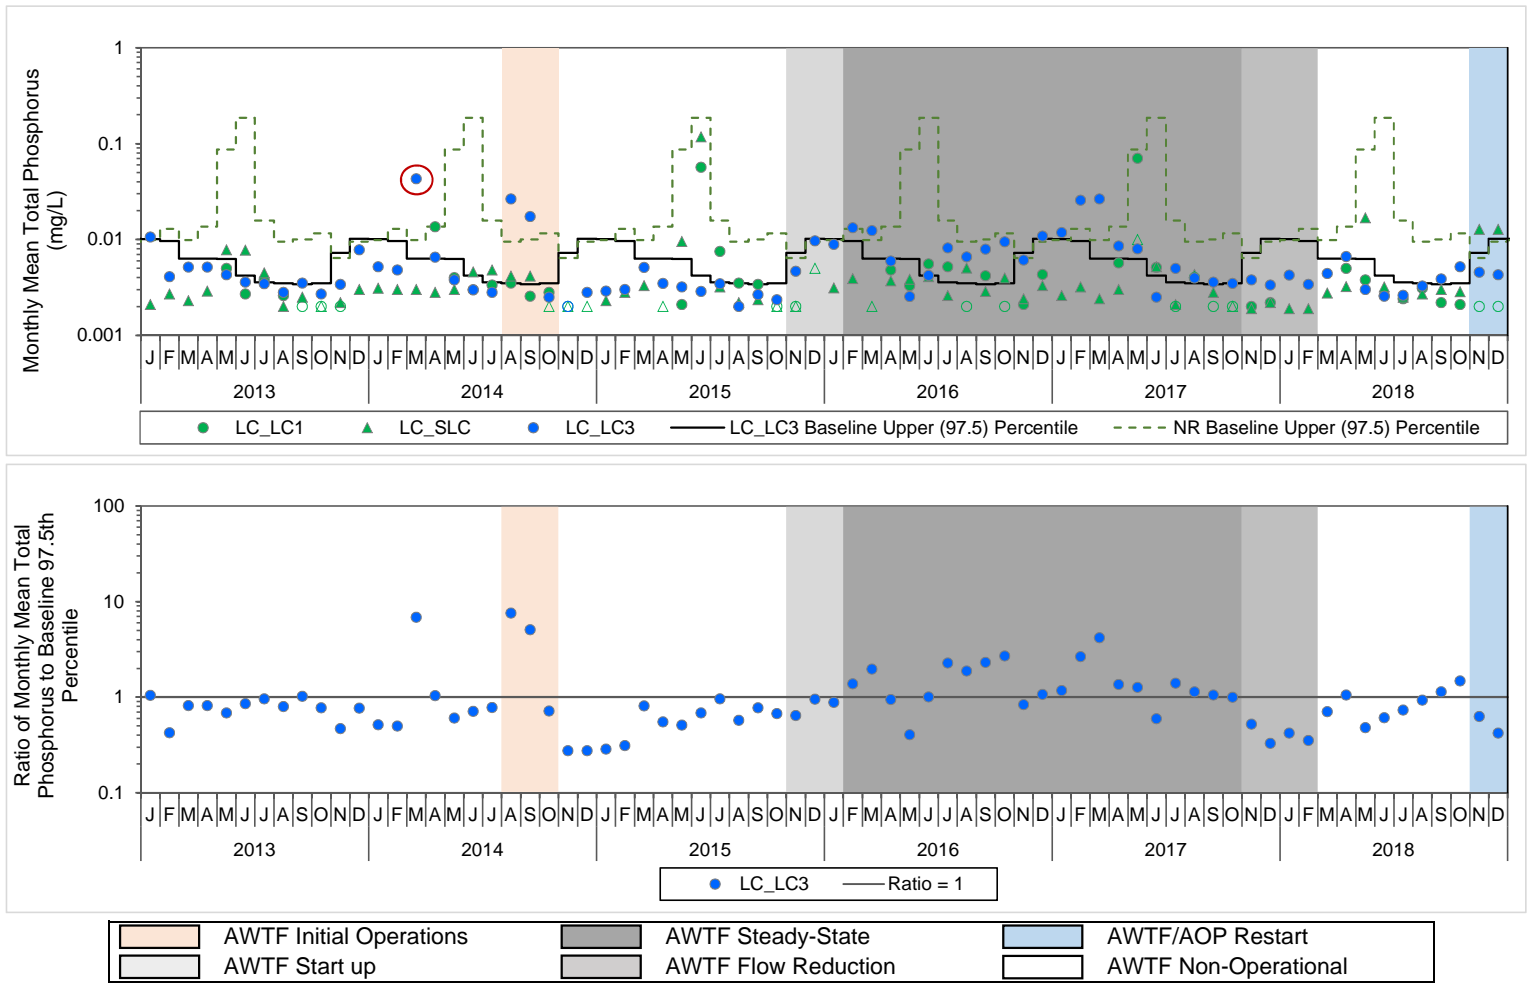 Monthly Mean Total Phosphorus
(mg/L)
1
0.1
0.01
0.001
J F M A M J J A S O N D J F M A M J J A S O N D J F M A M J J A S O N D J F M A M J J A S O N D J F M A M J J A S O N D J F M A M J J A S O N D
2013 2014 2015 2016 2017 2018
LC_LC1 LC_SLC LC_LC3 LC_LC3 Baseline Upper (97.5) Percentile NR Baseline Upper (97.5) Percentile
Ratio of Monthly Mean Total
Phosphorus to Baseline 97.5th
Percentile
100
10
1
0.1
J F M A M J J A S O N D J F M A M J J A S O N D J F M A M J J A S O N D J F M A M J J A S O N D J F M A M J J A S O N D J F M A M J J A S O N D
2013 2014 2015 2016 2017 2018
LC_LC3 Ratio = 1
AWTF Initial Operations AWTF Steady-State AWTF/AOP Restart
AWTF Start up AWTF Flow Reduction AWTF Non-Operational